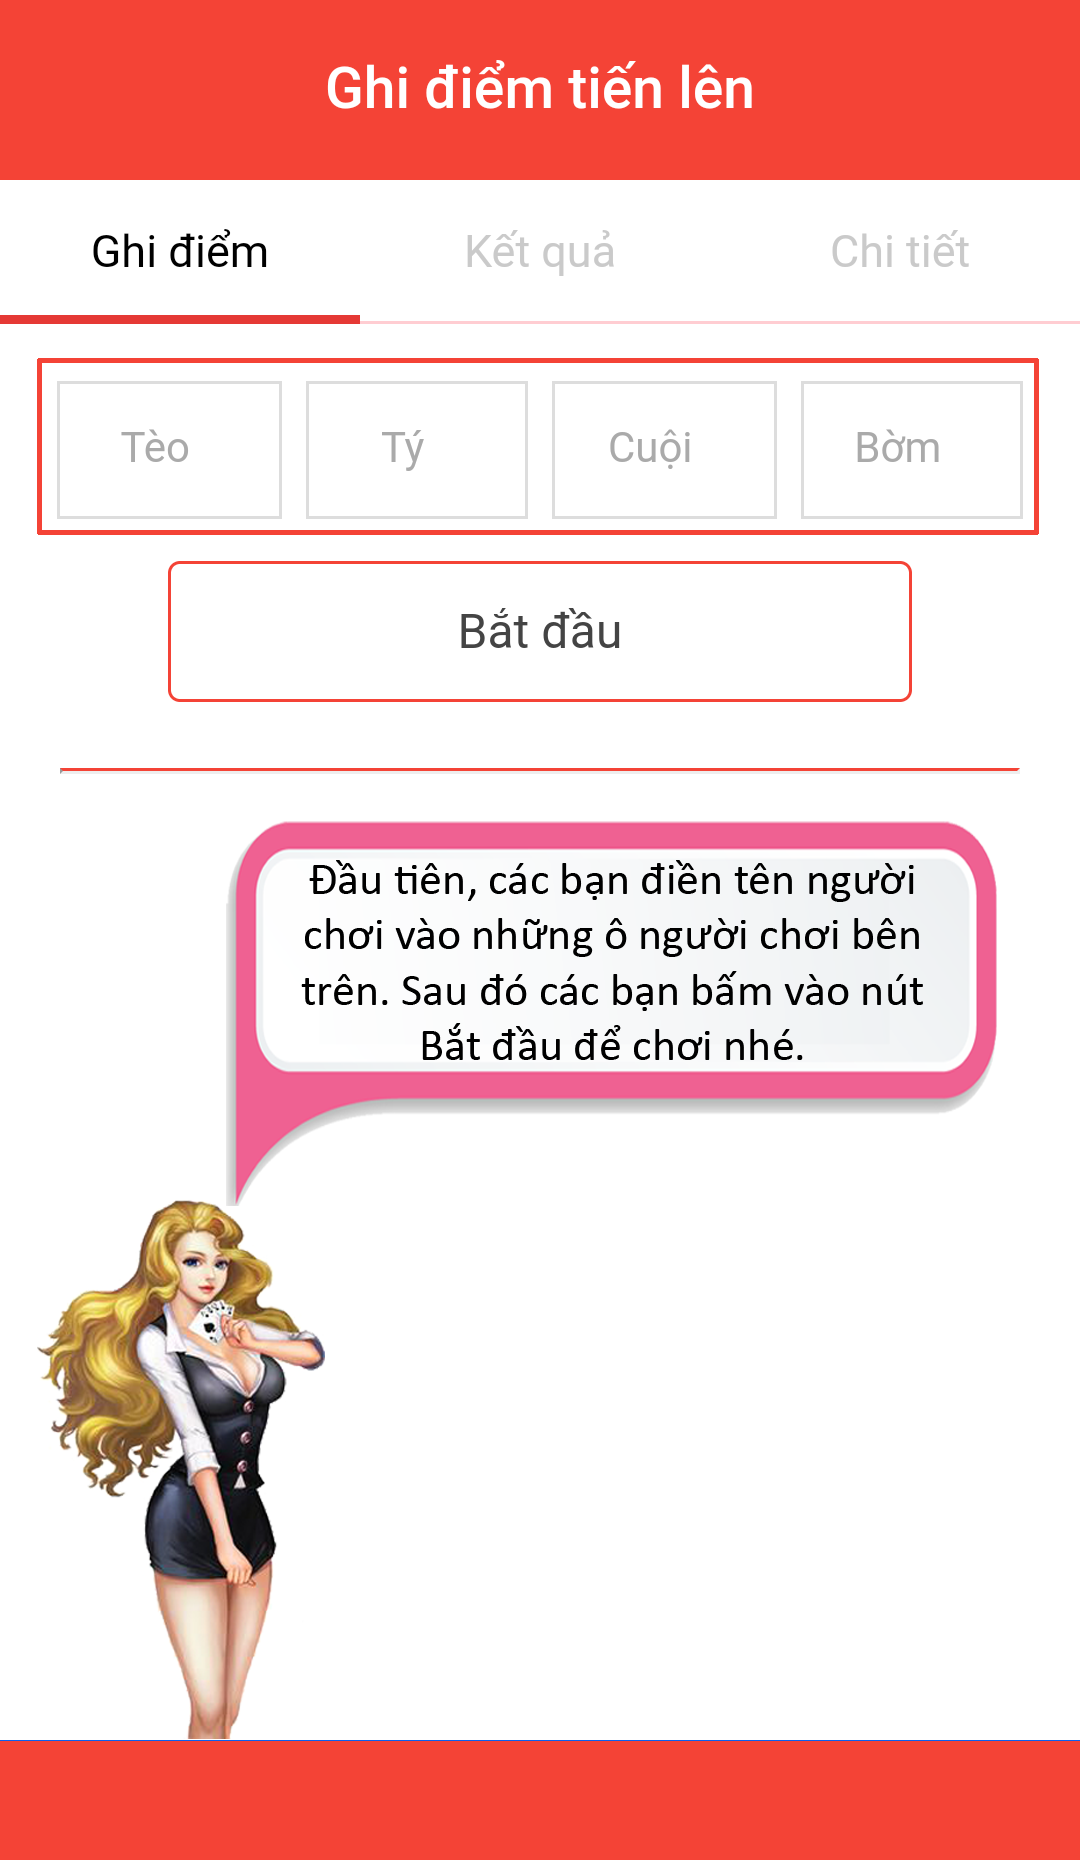 Ghi điểm tiến lên
Ghi điểm Kết quả Chi tiết
Tèo Tý Cuội Bờm
Bắt đầu
Đầu tiên, các bạn điền tên người
chơi vào những ô người chơi bên
trên. Sau đó các bạn bấm vào nút
Bắt đầu để chơi nhé.